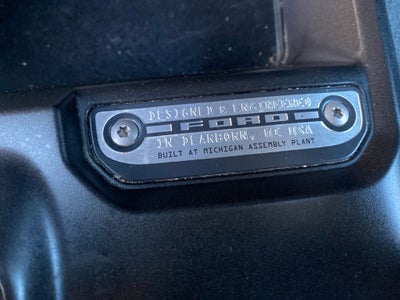 DESIGNED & ENGINEERED
FORD
IN DEARBORN, MI USA
BUILT AT MICHIGAN ASSEMBLY PLANT